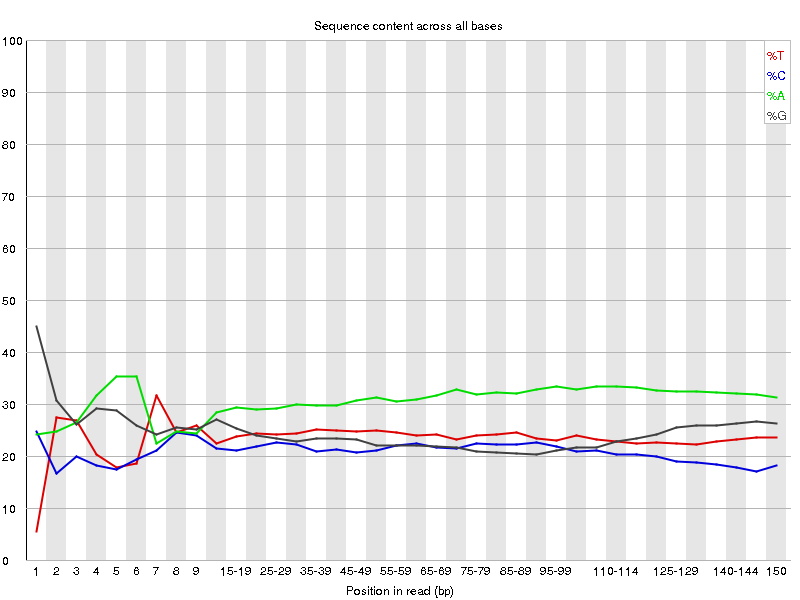 Sequence content across all bases
100
90
80
70
60
50
40
30
20
10
0
%T
%C
%A
%G
1 2 3 4 5 6 7 8 9 15-19 25-29 35-39 45-49 55-59 65-69 75-79 85-89 95-99 110-114 125-129 140-144 150
Position in read (bp)